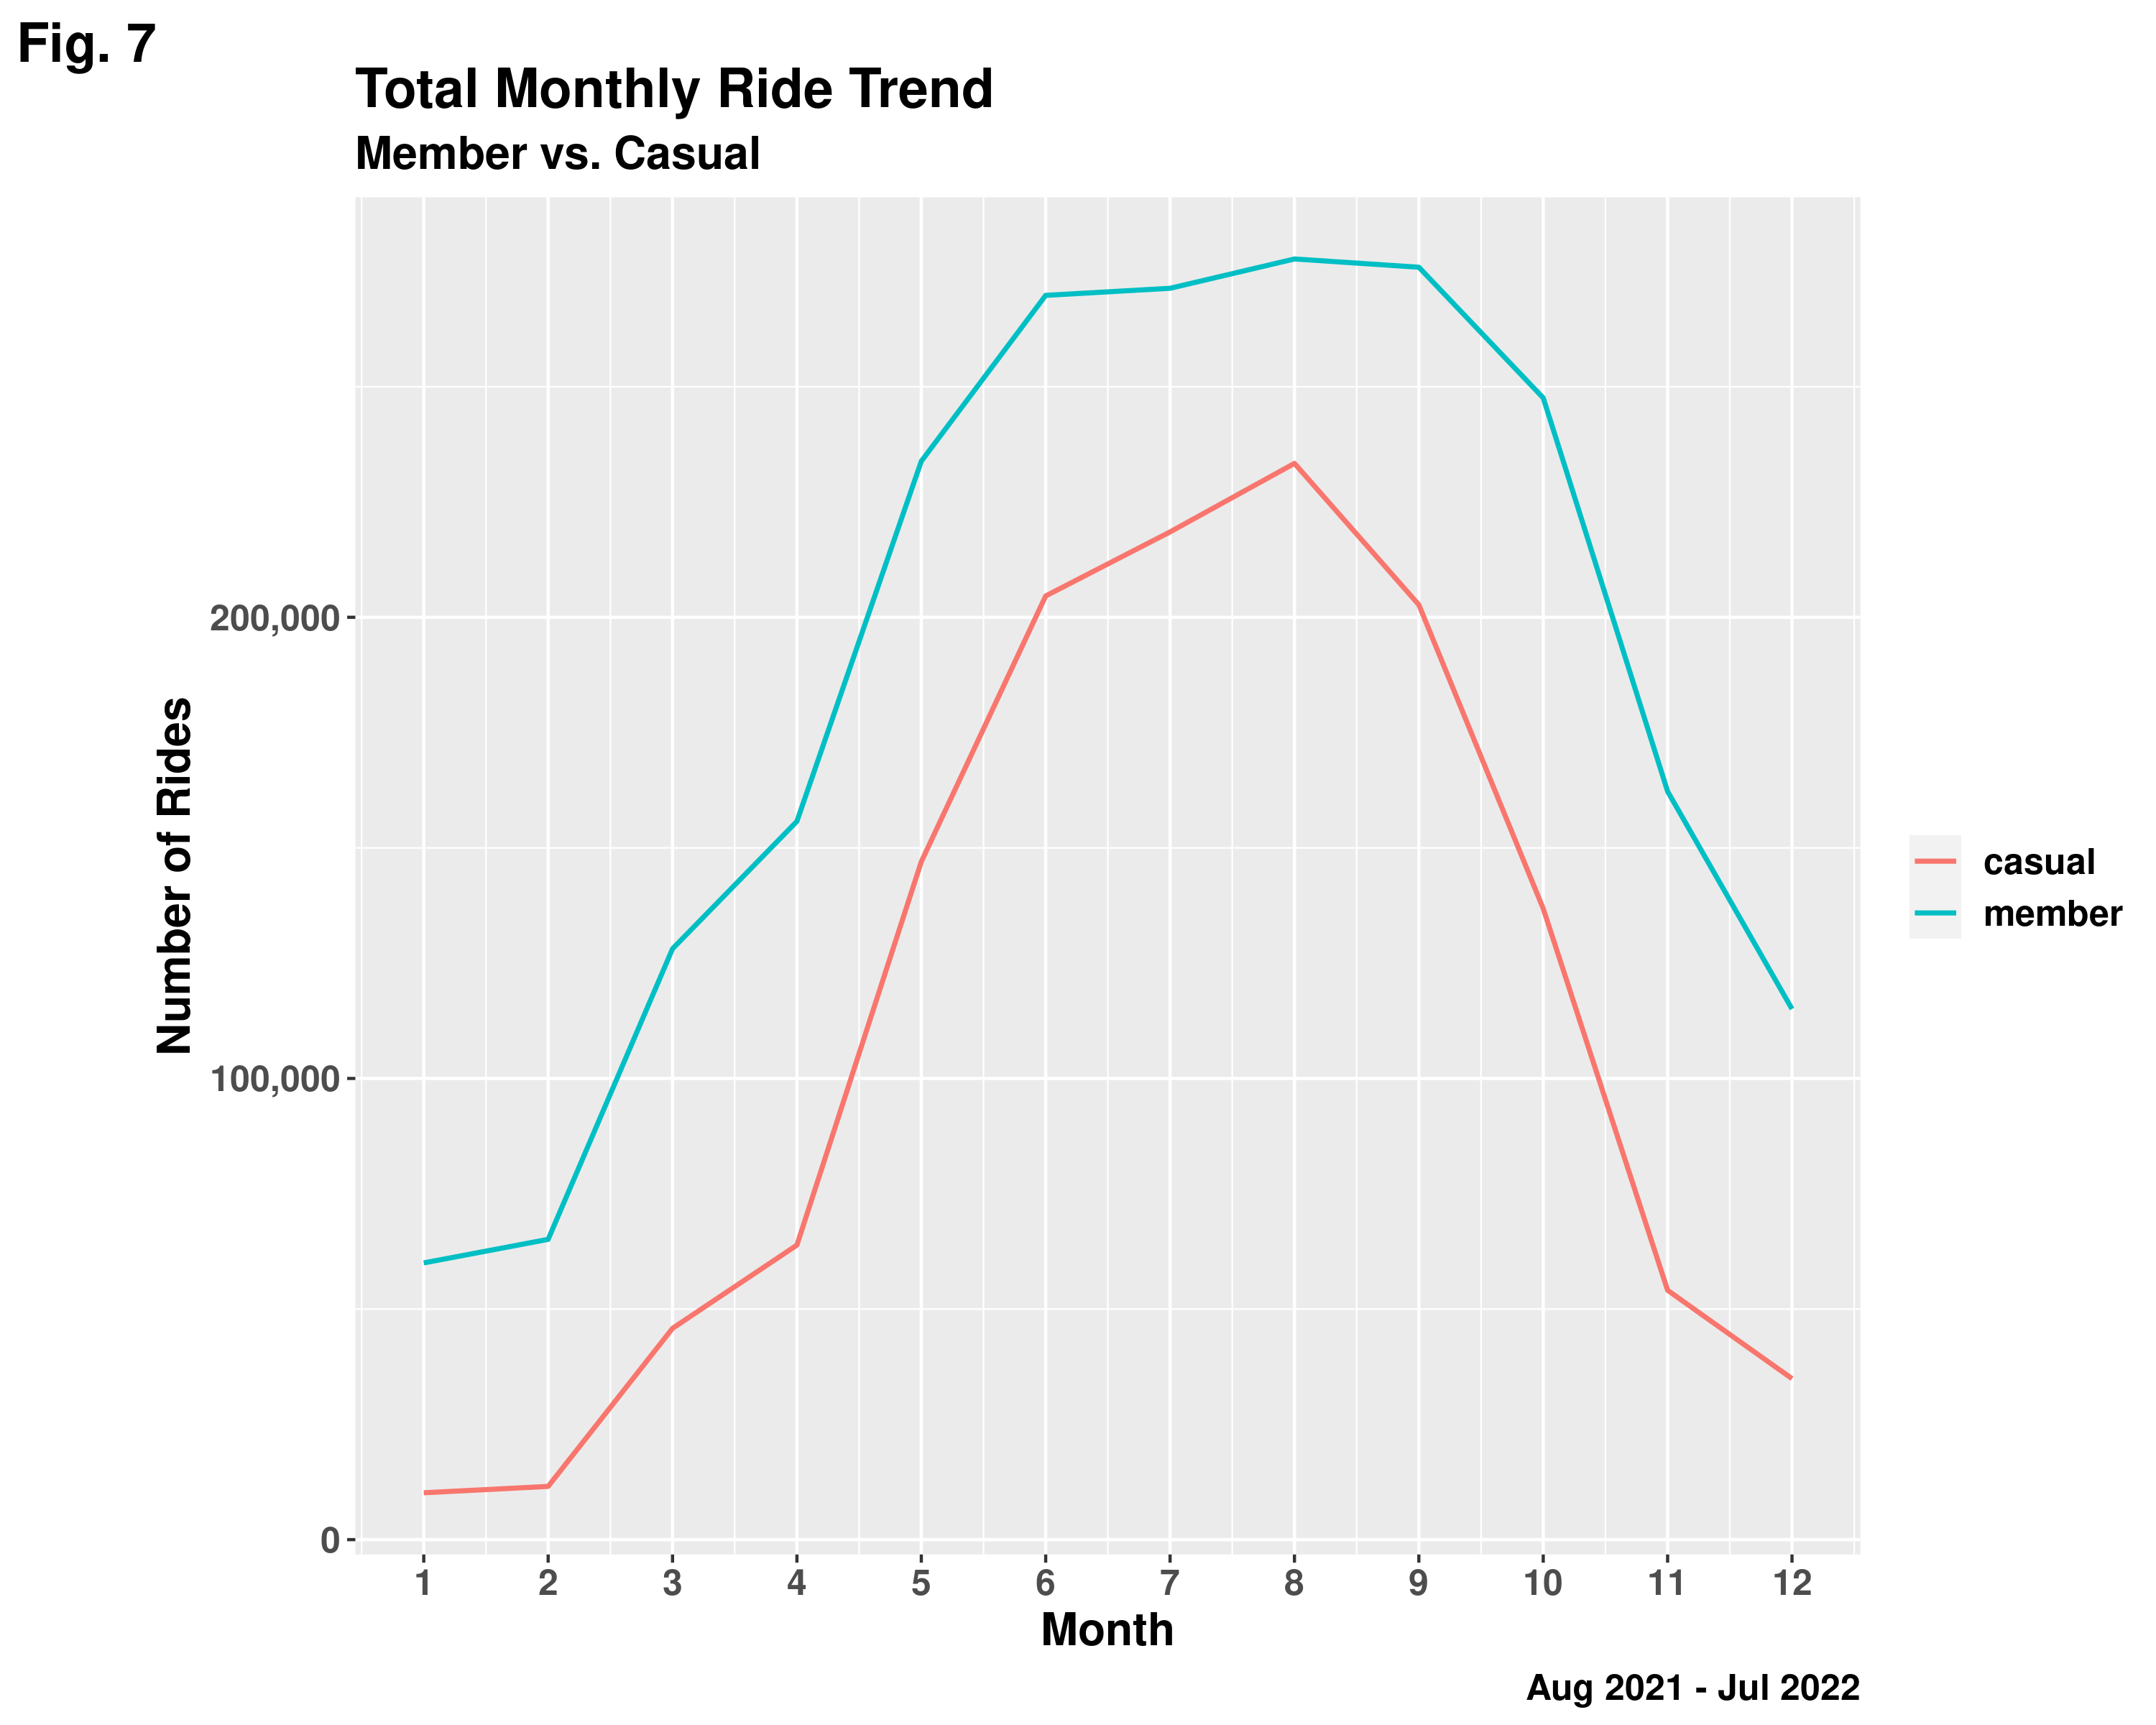 Fig. 7
Total Monthly Ride Trend
Member vs. Casual
Number of Rides
200,000
100,000
0
1 2 3 4 5 6 7 8 9 10 11 12
Month
casual
member
Aug 2021 - Jul 2022